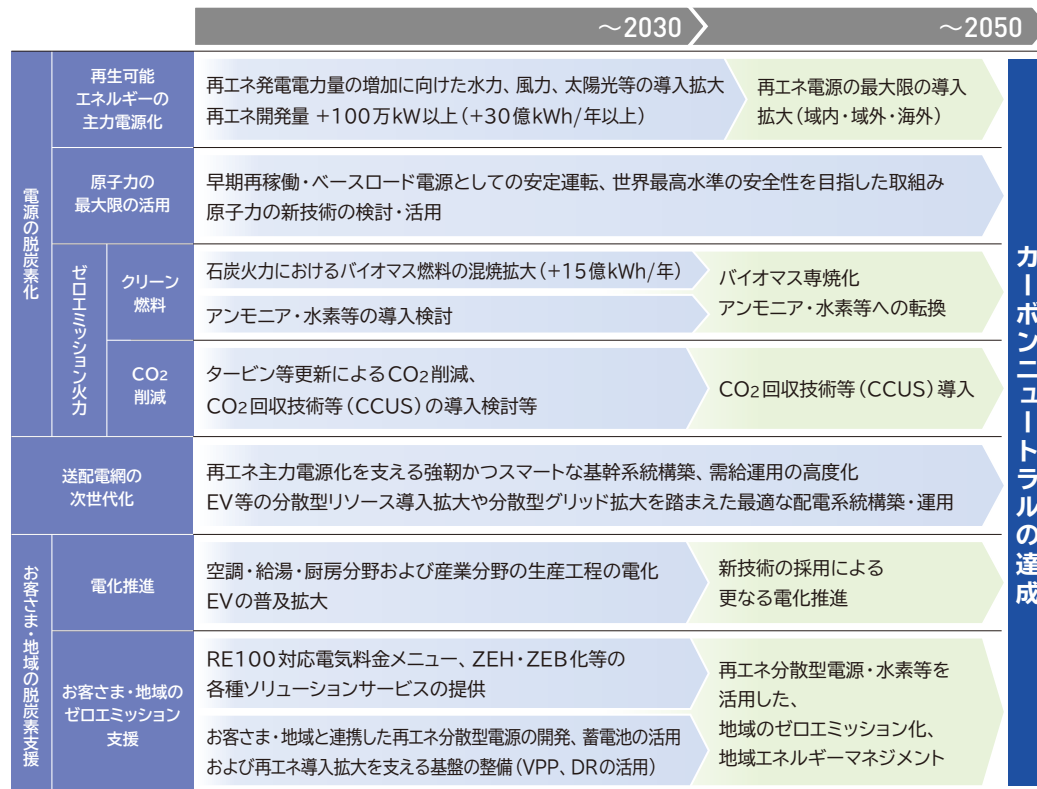 ～2030
～2050
電源の脱炭素化
再生可能
エネルギーの
主力電源化
再エネ発電電力量の増加に向けた水力、風力、太陽光等の導入拡大
再エネ開発量 +100万kW以上（+30億kWh/年以上）
再エネ電源の最大限の導入
拡大（域内・域外・海外）
原子力の
最大限の活用
早期再稼働・ベースロード電源としての安定運転、世界最高水準の安全性を目指した取組み
原子力の新技術の検討・活用
ゼロエミッション火力
クリーン
燃料
石炭火力におけるバイオマス燃料の混焼拡大（+15億kWh/年）
アンモニア・水素等の導入検討
バイオマス専焼化
アンモニア・水素等への転換
CO2
削減
タービン等更新によるCO2削減、
CO2回収技術等（CCUS）の導入検討等
CO2回収技術等（CCUS）導入
送配電網の
次世代化
再エネ主力電源化を支える強靭かつスマートな基幹系統構築、需給運用の高度化
EV等の分散型リソース導入拡大や分散型グリッド拡大を踏まえた最適な配電系統構築・運用
お客さま・地域の脱炭素支援
電化推進
空調・給湯・厨房分野および産業分野の生産工程の電化
EVの普及拡大
新技術の採用による
更なる電化推進
お客さま・地域の
ゼロエミッション
支援
RE100対応電気料金メニュー、ZEH・ZEB化等の
各種ソリューションサービスの提供
お客さま・地域と連携した再エネ分散型電源の開発、蓄電池の活用
および再エネ導入拡大を支える基盤の整備（VPP、DRの活用）
再エネ分散型電源・水素等を
活用した、
地域のゼロエミッション化、
地域エネルギーマネジメント
カーボンニュートラルの達成